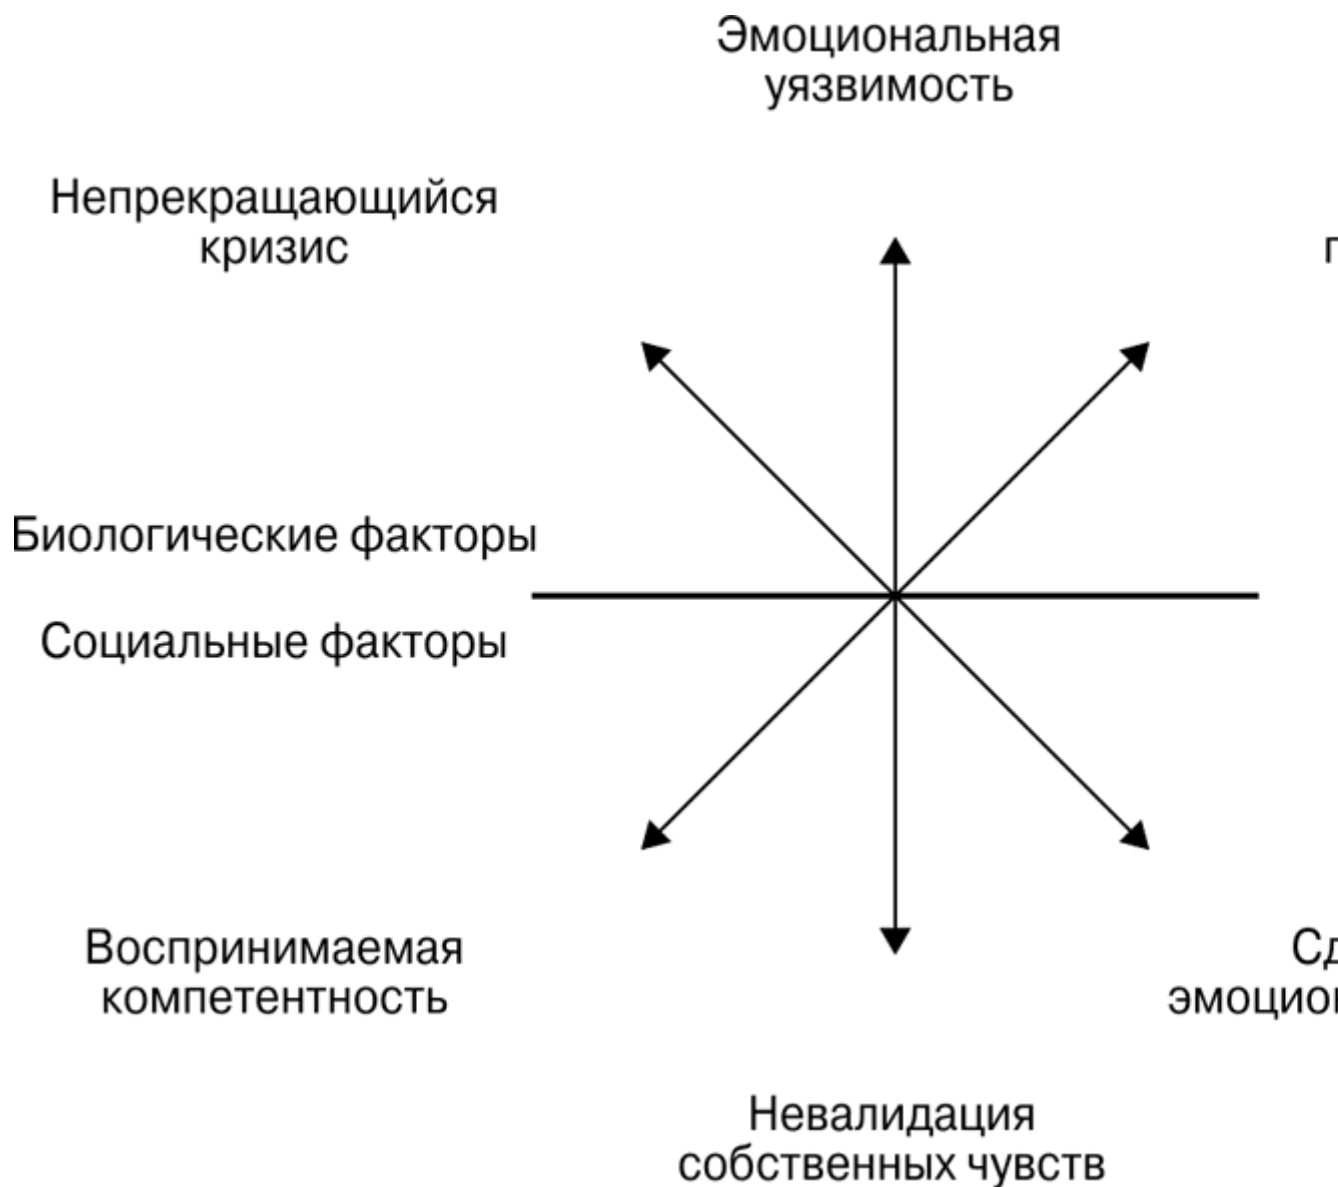 Эмоциональная
уязвимость
Непрекращающийся
кризис
Биологические факторы
Социальные факторы
Воспринимаемая
компетентность
Невалидация
собственных чувств